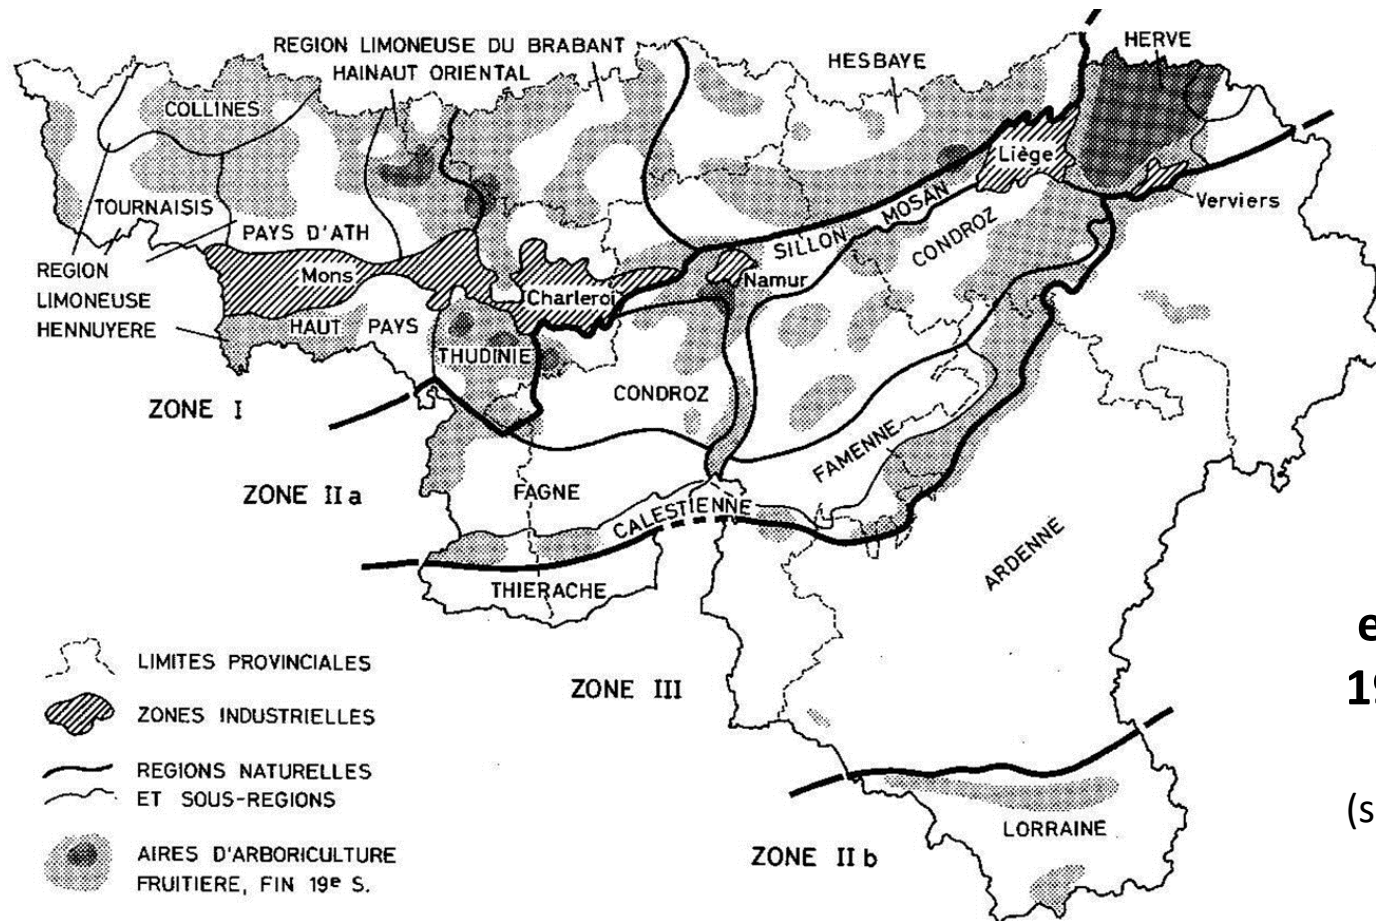 REGION LIMONEUSE DU BRABANT
HAINAUT ORIENTAL
HESBAYE
HERVE
COLLINES
Liège
Verviers
TOURNAISIS
PAYS D'ATH
SILLON MOSAN
CONDROZ
REGION
LIMONEUSE
HENNUYERE
Mons
Charleroi
Namur
HAUT PAYS
THUDINIE
CONDROZ
ZONE I
FAMENNE
ZONE II a
FAGNE
CALESTIENNE
ARDENNE
THIERACHE
ZONE III
LIMITES PROVINCIALES
ZONES INDUSTRIELLES
REGIONS NATURELLES
ET SOUS-REGIONS
AIRES D'ARBORICULTURE
FRUITIERE, FIN 19e S.
LORRAINE
ZONE II b
e
19
(s